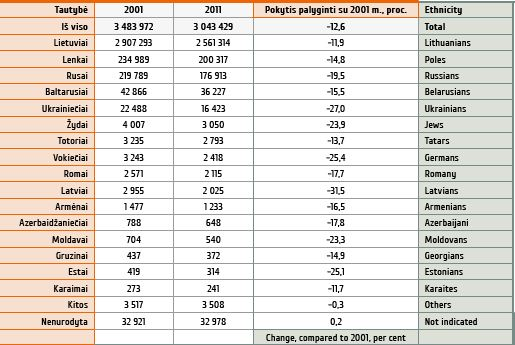 Tautybė 2001 2011 Pokytis palyginti su 2001 m., proc. Ethnicity
Iš viso 3 483 972 3 043 429 -12,6 Total
Lietuviai 2 907 293 2 561 314 -11,9 Lithuanians
Lenkai 234 989 200 317 -14,8 Poles
Rusai 219 789 176 913 -19,5 Russians
Baltarusiai 42 866 36 227 -15,5 Belarusians
Ukrainiečiai 22 488 16 423 -27,0 Ukrainians
Žydai 4 007 3 050 -23,9 Jews
Totoriai 3 235 2 793 -13,7 Tatars
Vokiečiai 3 243 2 418 -25,4 Germans
Romai 2 571 2 115 -17,7 Romany
Latviai 2 955 2 025 -31,5 Latvians
Armėnai 1 477 1 233 -16,5 Armenians
Azerbaidžaniečiai 788 648 -17,8 Azerbaijani
Moldavai 704 540 -23,3 Moldovans
Gruzinai 437 372 -14,9 Georgians
Estai 419 314 -25,1 Estonians
Karaimai 273 241 -11,7 Karaites
Kitos 3 517 3 508 -0,3 Others
Nenurodyta 32 921 32 978 0,2 Not indicated
Change, compared to 2001, per cent